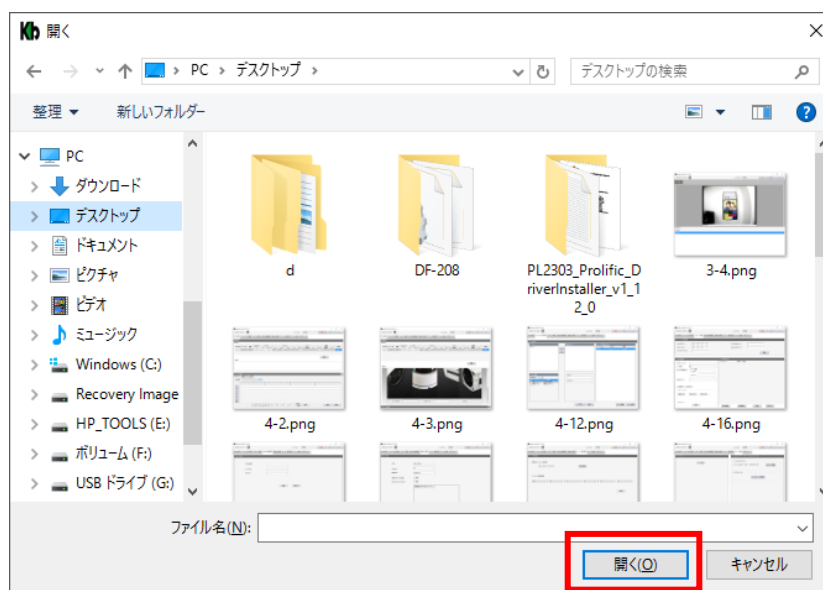 Kb 開く
PC › デスクトップ ›
デスクトップの検索
整理 新しいフォルダー
PC
ダウンロード
デスクトップ
ドキュメント
ピクチャ
ビデオ
ミュージック
Windows (C:)
Recovery Image
HP_TOOLS (E:)
ボリューム (F:)
USB ドライブ (G:)
d
DF-208
PL2303_Prolific_D
riverInstaller_v1_1
2_0
3-4.png
4-2.png
4-3.png
4-12.png
4-16.png
ファイル名(N):
開く(O)
キャンセル